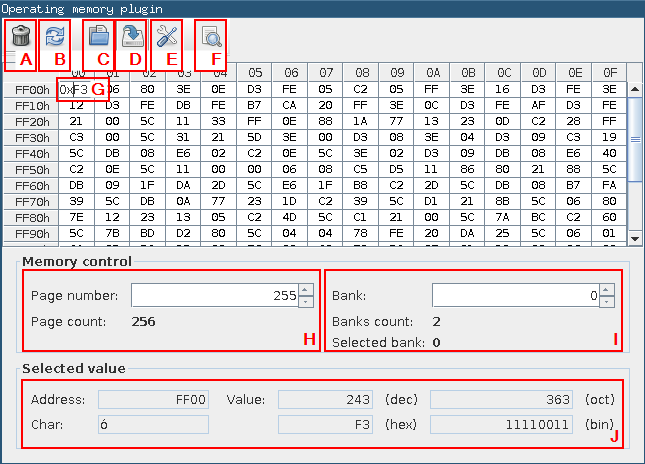 Operating memory plugin
A B C D E F
00 01 02 03 04 05 06 07 08 09 0A 0B 0C 0D 0E 0F
FF00h 0xF3 G 06 80 3E 0E D3 FE 05 C2 05 FF 3E 16 D3 FE 3E
FF10h 12 D3 FE DB FE B7 CA 20 FF 3E 0C D3 FE AF D3 FE
FF20h 21 00 11 33 FF 0E 88 1A 77 13 23 0D C2 28 FF
FF30h C3 00 5C 31 21 5D 3E 00 D3 08 3E 04 D3 09 C3 19
FF40h 5C DB 08 E6 02 C2 0E 5C 3E 02 D3 09 DB 08 E6 40
FF50h C2 0E 5C 11 00 00 06 08 C5 D5 11 86 80 21 88 5C
FF60h DB 09 1F DA 2D 5C E6 1F B8 C2 2D 5C DB 08 B7 FA
FF70h 39 5C DB 0A 77 23 1D C2 39 5C D1 21 8B 5C 06 80
FF80h 7E 12 23 13 05 C2 4D 5C C1 21 00 5C 7A BC C2 60
FF90h 5C 7B BD D2 80 5C 04 04 78 FE 20 DA 25 5C 06 01
Memory control
Page number: 255
Page count: 256
H
Bank: 0
Banks count: 2
Selected bank: 0
I
Selected value
Address: FF00 Value: 243 (dec) 363 (oct)
Char: ó F3 (hex) 11110011 (bin)
J